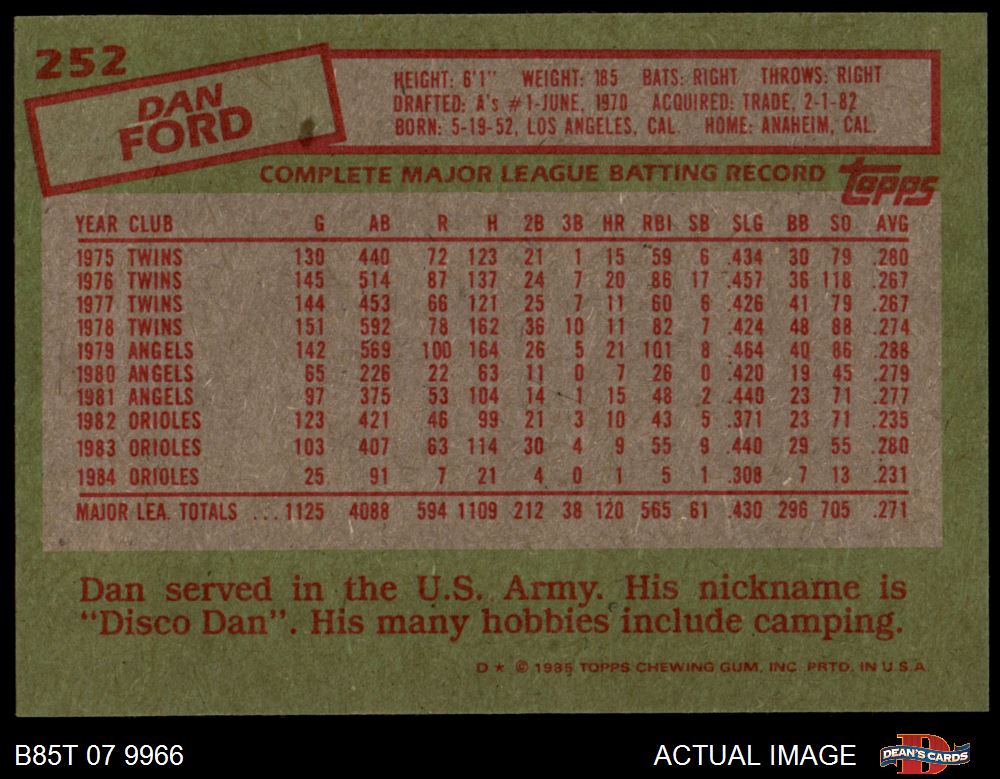 252
DAN
FORD
HEIGHT: 6'1" WEIGHT: 185 BATS: RIGHT THROWS: RIGHT
DRAFTED: A's #1-JUNE, 1970 ACQUIRED: TRADE, 2-1-82
BORN: 5-19-52, LOS ANGELES, CAL. HOME: ANAHEIM, CAL.
COMPLETE MAJOR LEAGUE BATTING RECORD topps
YEAR CLUB G AB R H 2B 3B HR RBI SB SLG BB SO AVG
1975 TWINS 130 440 72 123 21 1 15 59 6 .434 30 79 .280
1976 TWINS 145 514 87 137 24 7 20 86 17 .457 36 118 .267
1977 TWINS 144 453 66 121 25 7 11 60 6 .426 41 79 .267
1978 TWINS 151 592 78 162 36 10 11 82 7 .424 48 88 .274
1979 ANGELS 142 569 100 164 26 5 21 101 8 .464 40 86 .288
1980 ANGELS 65 226 22 63 11 0 7 26 0 .420 19 45 .279
1981 ANGELS 97 375 53 104 14 1 15 48 2 .440 23 71 .277
1982 ORIOLES 123 421 46 99 21 3 10 43 5 .371 23 71 .235
1983 ORIOLES 103 407 63 114 30 4 9 55 9 .440 29 55 .280
1984 ORIOLES 25 91 7 21 4 0 1 5 1 .308 7 13 .231
MAJOR LEA. TOTALS ... 1125 4088 594 1109 212 38 120 565 61 .430 296 705 .271
Dan served in the U.S. Army. His nickname is
"Disco Dan". His many hobbies include camping.
D ★ © 1985 TOPPS CHEWING GUM, INC. PRTD. IN U.S.A.
B85T 07 9966 ACTUAL IMAGE DEAN'S CARDS